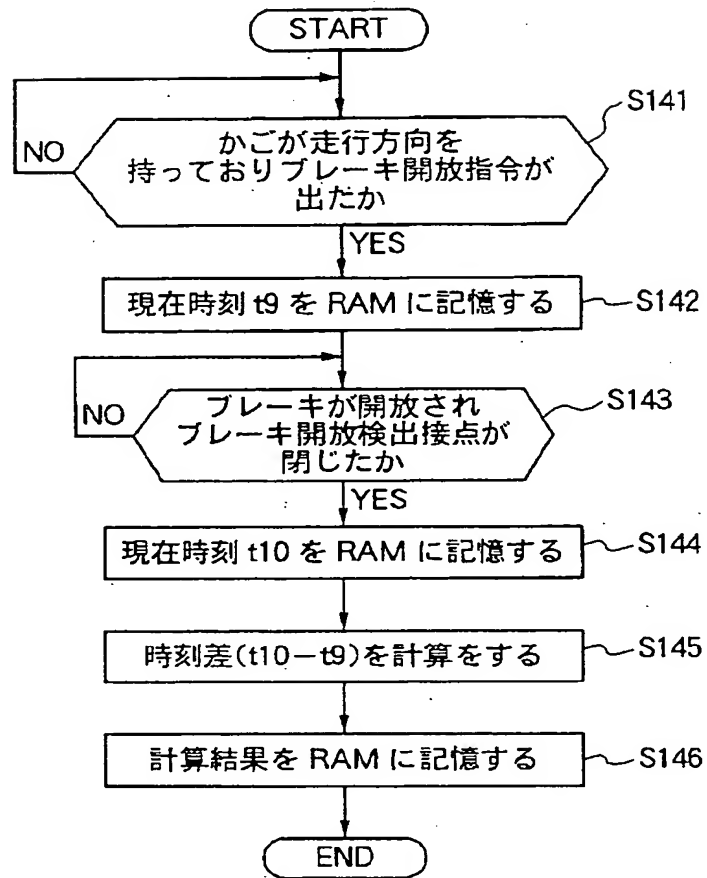 START
S141
NO
かごが走行方向を
持っておりブレーキ開放指令が
出たか
YES
現在時刻 t9 を RAM に記憶する
S142
NO
ブレーキが開放され
ブレーキ開放検出接点が
閉じたか
S143
YES
現在時刻 t10 を RAM に記憶する
S144
時刻差(t10−t9)を計算をする
S145
計算結果を RAM に記憶する
S146
END